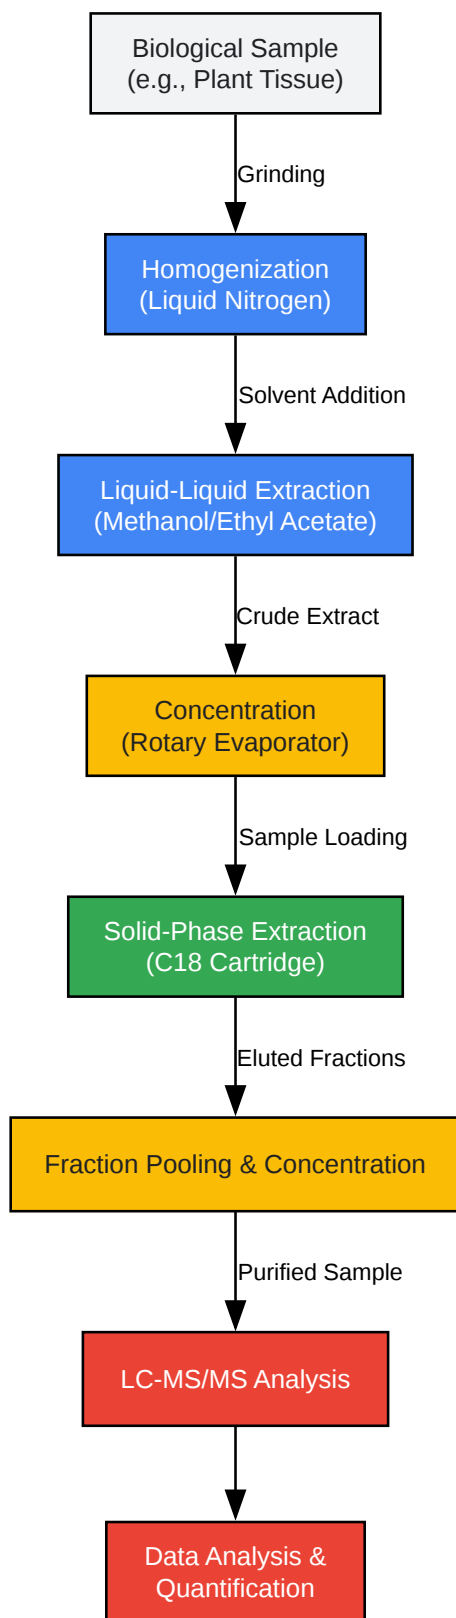 Biological Sample
(e.g., Plant Tissue)
Grinding
Homogenization
(Liquid Nitrogen)
Solvent Addition
Liquid-Liquid Extraction
(Methanol/Ethyl Acetate)
Crude Extract
Concentration
(Rotary Evaporator)
Sample Loading
Solid-Phase Extraction
(C18 Cartridge)
Eluted Fractions
Fraction Pooling & Concentration
Purified Sample
LC-MS/MS Analysis
Data Analysis &
Quantification